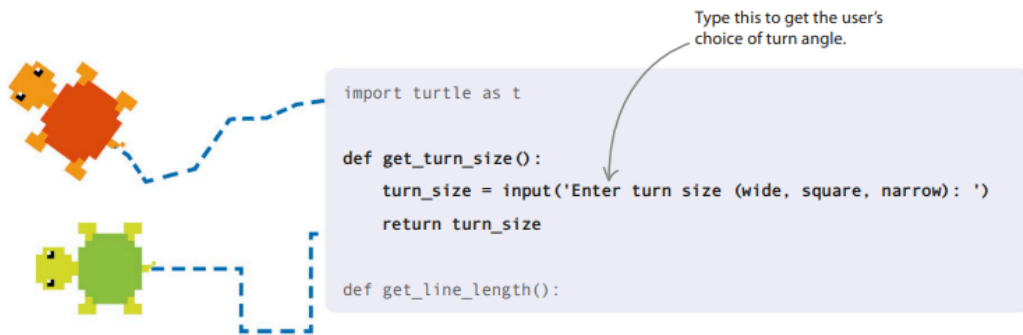 Type this to get the user's
choice of turn angle.
import turtle as t
def get_turn_size():
    turn_size = input('Enter turn size (wide, square, narrow): ')
    return turn_size
def get_line_length():